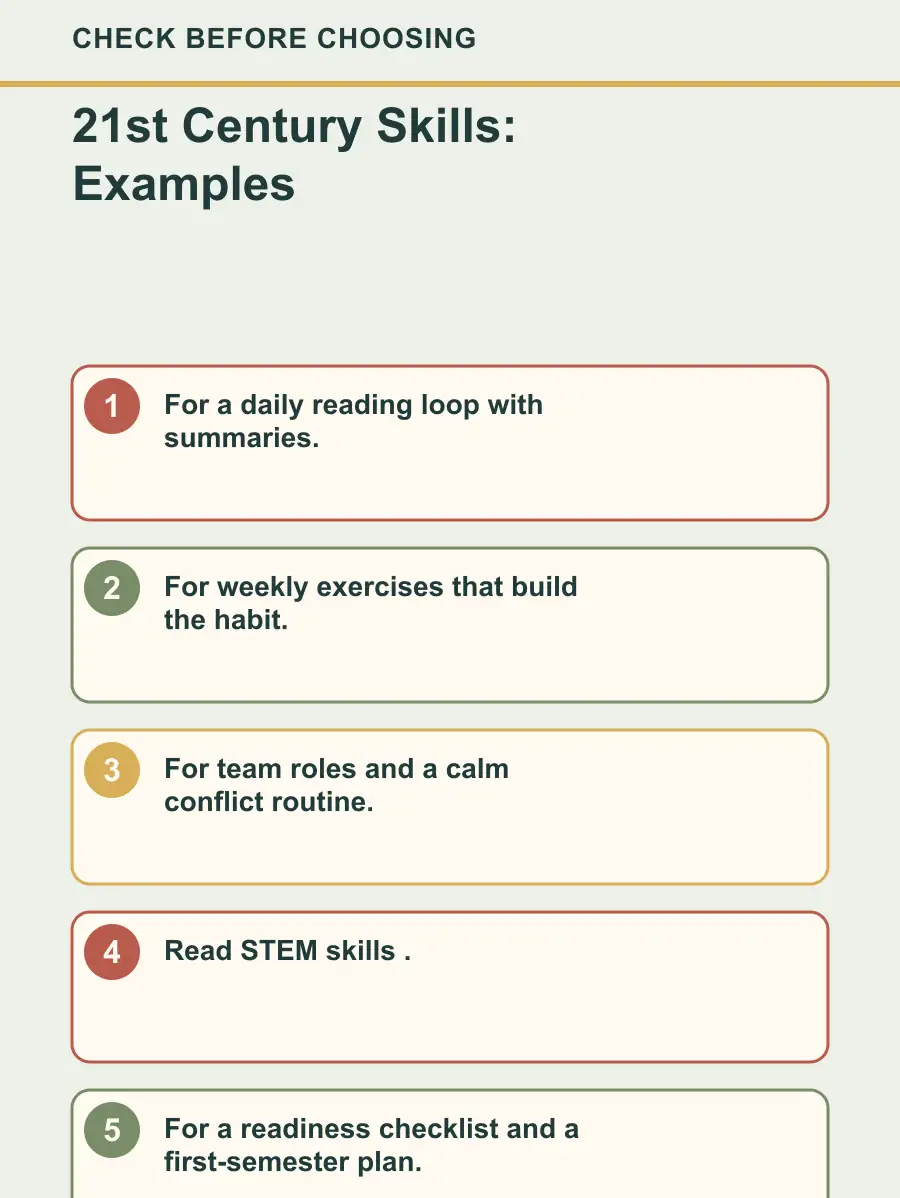 CHECK BEFORE CHOOSING
21st Century Skills:
Examples
1
For a daily reading loop with
summaries.
2
For weekly exercises that build
the habit.
3
For team roles and a calm
conflict routine.
4
Read STEM skills .
5
For a readiness checklist and a
first-semester plan.